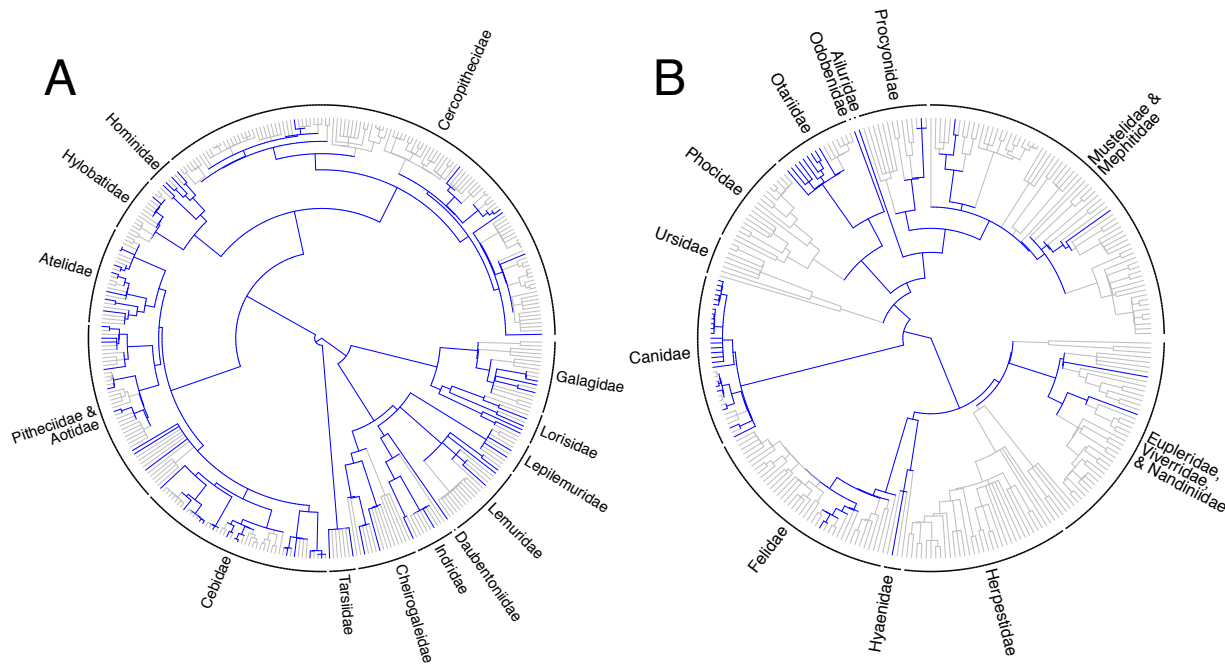 A
Cercopithecidae
Hominidae
Hylobatidae
Atelidae
Pitheciidae &
Aotidae
Cebidae
Tarsiidae
Cheirogaleidae
Indridae
Daubentoniidae
Lemuridae
Lepilemuridae
Lorisidae
Galagidae
B
Procyonidae
Ailuridae
Odobenidae
Otariidae
Phocidae
Ursidae
Canidae
Felidae
Hyaenidae
Herpestidae
Eupleridae,
Viverridae,
& Nandiniidae
Mustelidae &
Mephitidae